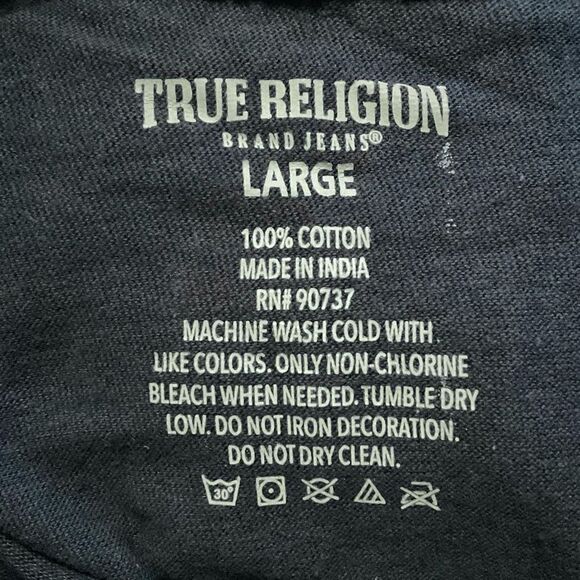 TRUE RELIGION
BRAND JEANS®
LARGE
100% COTTON
MADE IN INDIA
RN# 90737
MACHINE WASH COLD WITH
LIKE COLORS. ONLY NON-CHLORINE
BLEACH WHEN NEEDED. TUMBLE DRY
LOW. DO NOT IRON DECORATION.
DO NOT DRY CLEAN.
30°